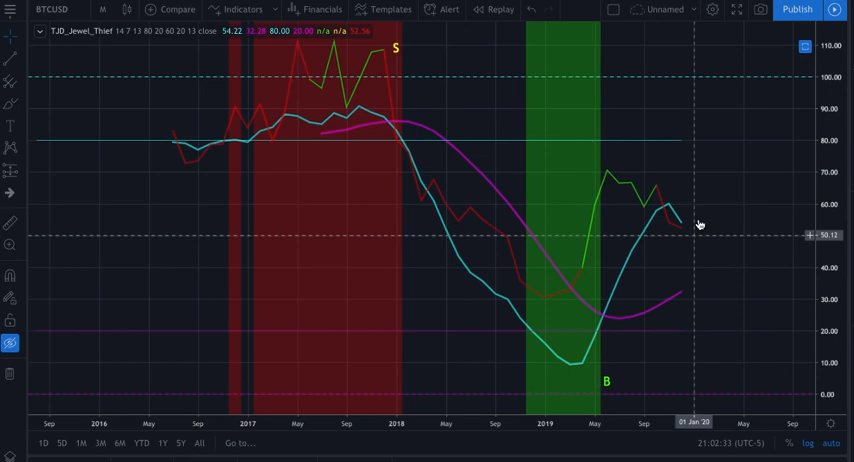 BTCUSD M Compare Indicators Financials Templates Alert Replay Unnamed Publish
TJD_Jewel_Thief 14 7 13 80 20 60 20 13 close 54.22 32.28 80.00 20.00 n/a n/a 52.56
S
B
110.00
100.00
90.00
80.00
70.00
60.00
50.12
40.00
30.00
20.00
10.00
0.00
Sep 2016 May Sep 2017 May Sep 2018 May Sep 2019 May Sep 01 Jan '20 May Sep
1D 5D 1M 3M 6M YTD 1Y 5Y All Go to... 21:02:33 (UTC-5) % log auto